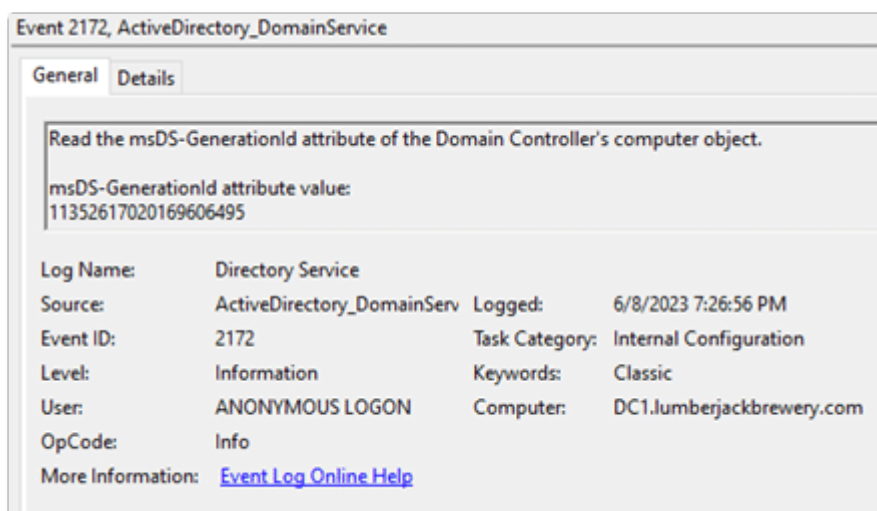 Event 2172, ActiveDirectory_DomainService
General Details
Read the msDS-GenerationId attribute of the Domain Controller's computer object.
msDS-GenerationId attribute value:
11352617020169606495
Log Name: Directory Service
Source: ActiveDirectory_DomainServ Logged: 6/8/2023 7:26:56 PM
Event ID: 2172 Task Category: Internal Configuration
Level: Information Keywords: Classic
User: ANONYMOUS LOGON Computer: DC1.lumberjackbrewery.com
OpCode: Info
More Information: Event Log Online Help